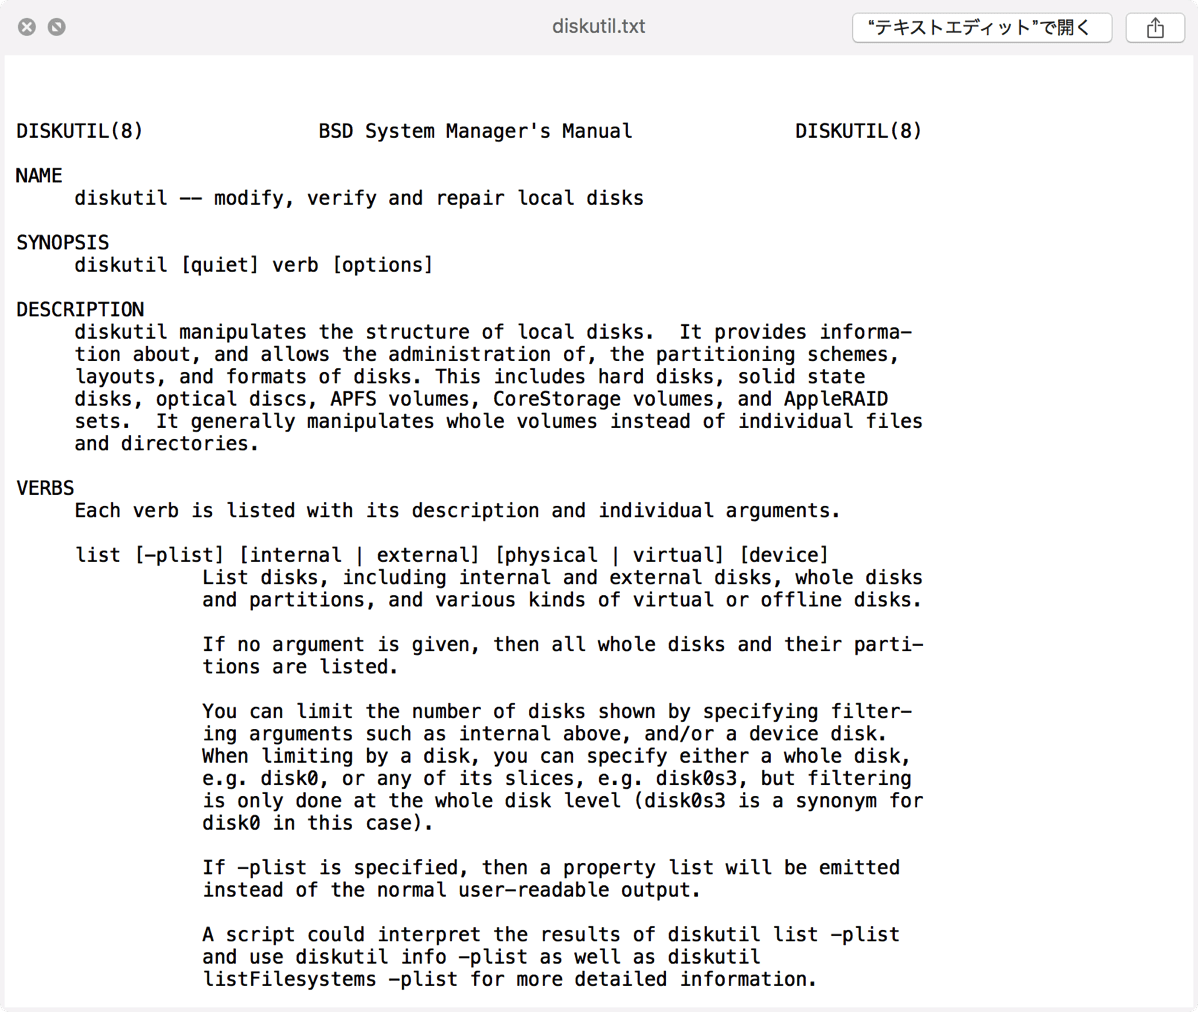 diskutil.txt
“テキストエディット”で開く
DISKUTIL(8) BSD System Manager's Manual DISKUTIL(8)
NAME
diskutil -- modify, verify and repair local disks
SYNOPSIS
diskutil [quiet] verb [options]
DESCRIPTION
diskutil manipulates the structure of local disks. It provides informa-
tion about, and allows the administration of, the partitioning schemes,
layouts, and formats of disks. This includes hard disks, solid state
disks, optical discs, APFS volumes, CoreStorage volumes, and AppleRAID
sets. It generally manipulates whole volumes instead of individual files
and directories.
VERBS
Each verb is listed with its description and individual arguments.
list [-plist] [internal | external] [physical | virtual] [device]
List disks, including internal and external disks, whole disks
and partitions, and various kinds of virtual or offline disks.
If no argument is given, then all whole disks and their parti-
tions are listed.
You can limit the number of disks shown by specifying filter-
ing arguments such as internal above, and/or a device disk.
When limiting by a disk, you can specify either a whole disk,
e.g. disk0, or any of its slices, e.g. disk0s3, but filtering
is only done at the whole disk level (disk0s3 is a synonym for
disk0 in this case).
If -plist is specified, then a property list will be emitted
instead of the normal user-readable output.
A script could interpret the results of diskutil list -plist
and use diskutil info -plist as well as diskutil
listFilesystems -plist for more detailed information.